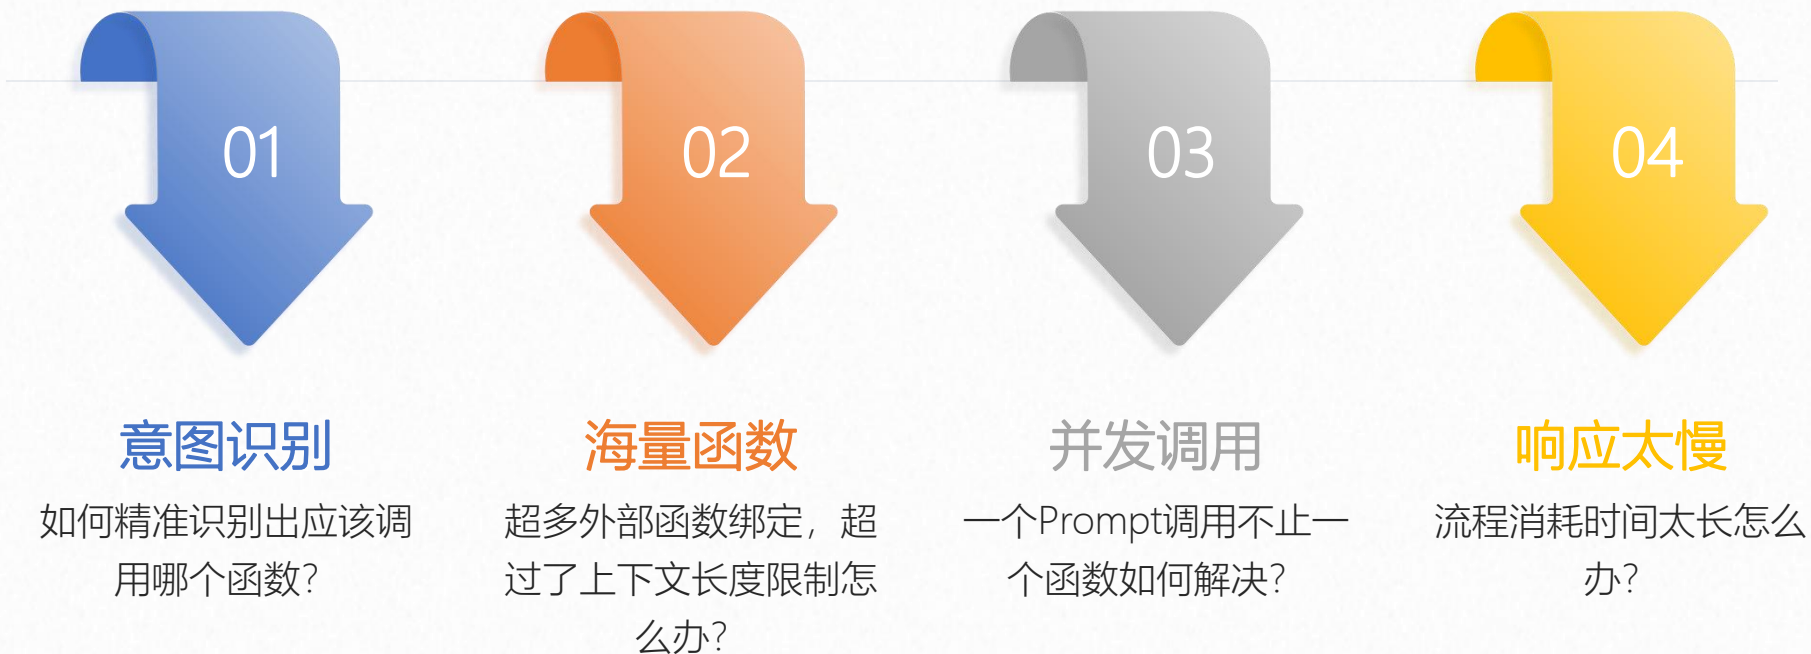 01
意图识别
如何精准识别出应该调
用哪个函数？
02
海量函数
超多外部函数绑定，超
过了上下文长度限制怎
么办？
03
并发调用
一个Prompt调用不止一
个函数如何解决？
04
响应太慢
流程消耗时间太长怎么
办？